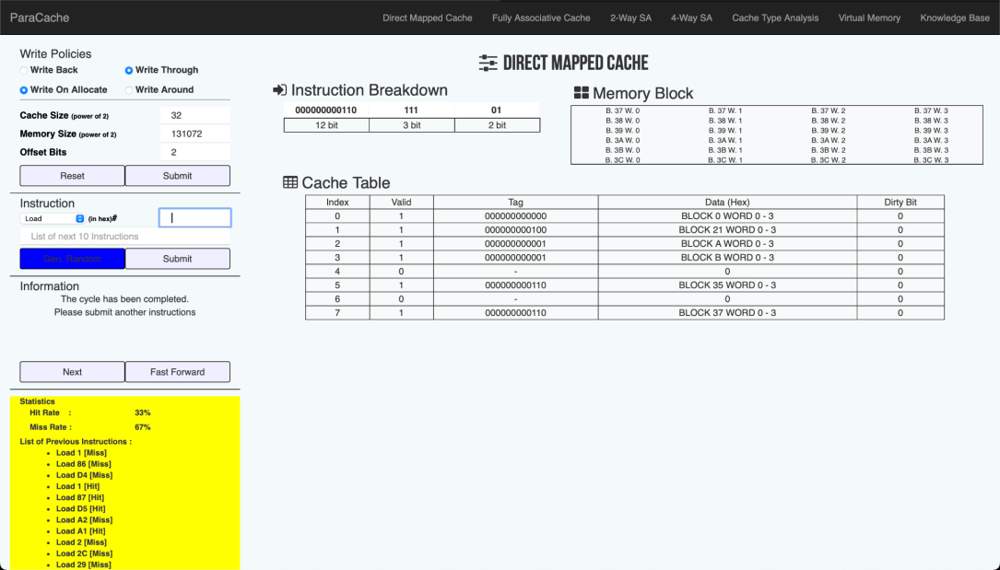 ParaCache Direct Mapped Cache Fully Associative Cache 2-Way SA 4-Way SA Cache Type Analysis Virtual Memory Knowledge Base
Write Policies
Write Back Write Through
Write On Allocate Write Around
Cache Size (power of 2) 32
Memory Size (power of 2) 131072
Offset Bits 2
Reset Submit
Instruction
Load (in hex)#
List of next 10 Instructions
Gen. Random Submit
Information
The cycle has been completed.
Please submit another instructions
Next Fast Forward
Statistics
Hit Rate : 33%
Miss Rate : 67%
List of Previous Instructions :
Load 1 [Miss]
Load 86 [Miss]
Load D4 [Miss]
Load 1 [Hit]
Load 87 [Hit]
Load D5 [Hit]
Load A2 [Miss]
Load A1 [Hit]
Load 2 [Miss]
Load 2C [Miss]
Load 29 [Miss]
DIRECT MAPPED CACHE
Instruction Breakdown
000000000110 111 01
12 bit 3 bit 2 bit
Memory Block
B. 37 W. 0 B. 37 W. 1 B. 37 W. 2 B. 37 W. 3
B. 38 W. 0 B. 38 W. 1 B. 38 W. 2 B. 38 W. 3
B. 39 W. 0 B. 39 W. 1 B. 39 W. 2 B. 39 W. 3
B. 3A W. 0 B. 3A W. 1 B. 3A W. 2 B. 3A W. 3
B. 3B W. 0 B. 3B W. 1 B. 3B W. 2 B. 3B W. 3
B. 3C W. 0 B. 3C W. 1 B. 3C W. 2 B. 3C W. 3
Cache Table
Index Valid Tag Data (Hex) Dirty Bit
0 1 000000000000 BLOCK 0 WORD 0 - 3 0
1 1 000000000100 BLOCK 21 WORD 0 - 3 0
2 1 000000000001 BLOCK A WORD 0 - 3 0
3 1 000000000001 BLOCK B WORD 0 - 3 0
4 0 - 0 0
5 1 000000000110 BLOCK 35 WORD 0 - 3 0
6 0 - 0 0
7 1 000000000110 BLOCK 37 WORD 0 - 3 0